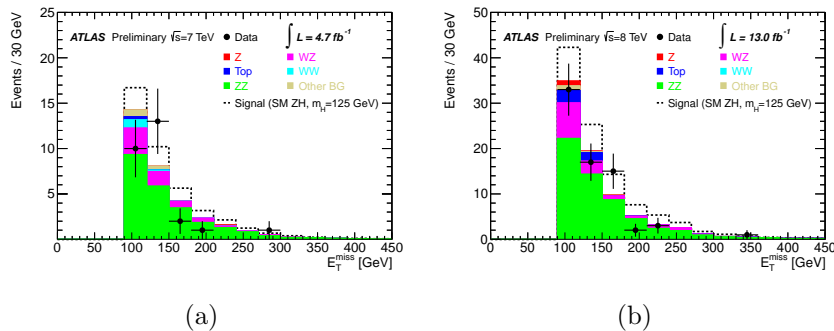 ATLAS Preliminary √s=7 TeV
Data
∫ L = 4.7 fb⁻¹
Z
WZ
Top
WW
ZZ
Other BG
Signal (SM ZH, m_H=125 GeV)
Events / 30 GeV
25
20
15
10
5
0
0 50 100 150 200 250 300 350 400 450
E_T^miss [GeV]
(a)
ATLAS Preliminary √s=8 TeV
Data
∫ L = 13.0 fb⁻¹
Z
WZ
Top
WW
ZZ
Other BG
Signal (SM ZH, m_H=125 GeV)
Events / 30 GeV
50
40
30
20
10
0
0 50 100 150 200 250 300 350 400 450
E_T^miss [GeV]
(b)